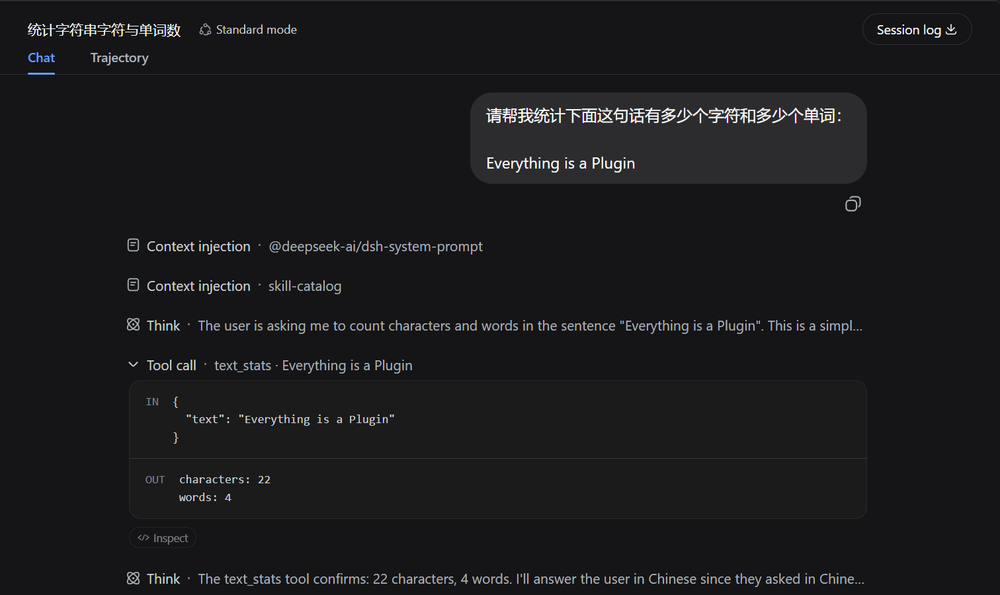 统计字符串字符与单词数 Standard mode Session log
Chat Trajectory
请帮我统计下面这句话有多少个字符和多少个单词：
Everything is a Plugin
Context injection · @deepseek-ai/dsh-system-prompt
Context injection · skill-catalog
Think · The user is asking me to count characters and words in the sentence "Everything is a Plugin". This is a simpl...
Tool call · text_stats · Everything is a Plugin
IN {
"text": "Everything is a Plugin"
}
OUT characters: 22
words: 4
</> Inspect
Think · The text_stats tool confirms: 22 characters, 4 words. I'll answer the user in Chinese since they asked in Chine...